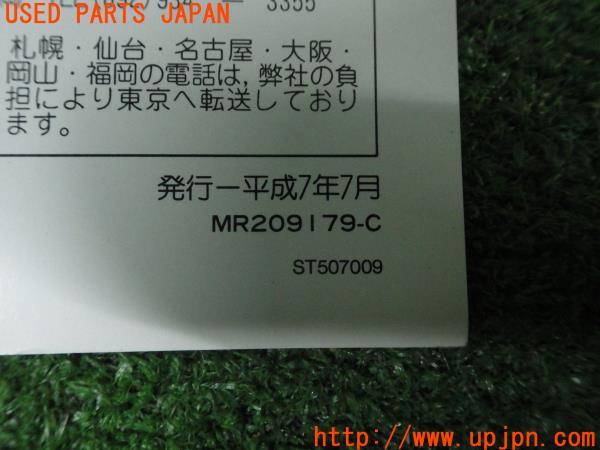 USED PARTS JAPAN
3355
札幌・仙台・名古屋・大阪・
岡山・福岡の電話は,弊社の負
担により東京へ転送しており
ます。
発行ー平成7年7月
MR209179-C
ST507009
http://www.upjpn.com/